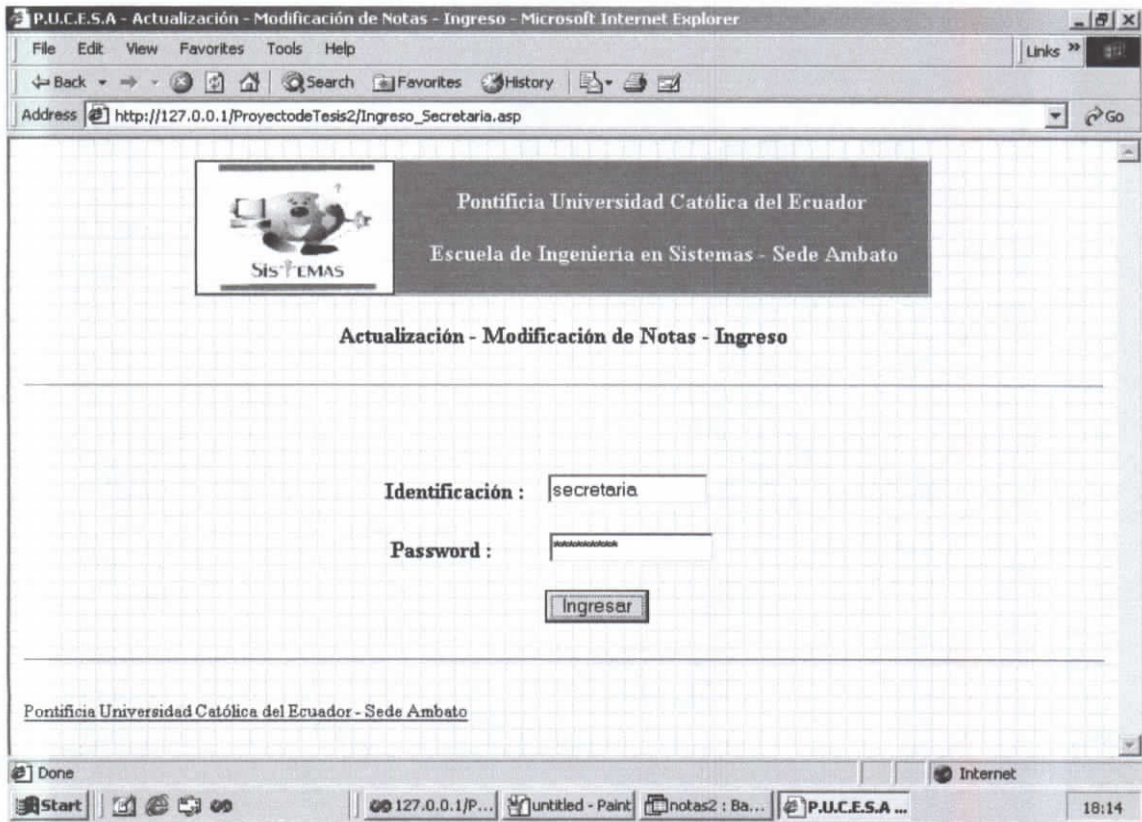 P.U.C.E.S.A - Actualización - Modificación de Notas - Ingreso - Microsoft Internet Explorer
File Edit View Favorites Tools Help Links »
Back Search Favorites History
Address http://127.0.0.1/ProyectodeTesis2/Ingreso_Secretaria.asp Go
SisTEMAS
Pontificia Universidad Católica del Ecuador
Escuela de Ingeniería en Sistemas - Sede Ambato
Actualización - Modificación de Notas - Ingreso
Identificación : secretaria
Password : **********
Ingresar
Pontificia Universidad Católica del Ecuador - Sede Ambato
Done Internet
Start 127.0.0.1/P... untitled - Paint notas2 : Ba... P.U.C.E.S.A ... 18:14